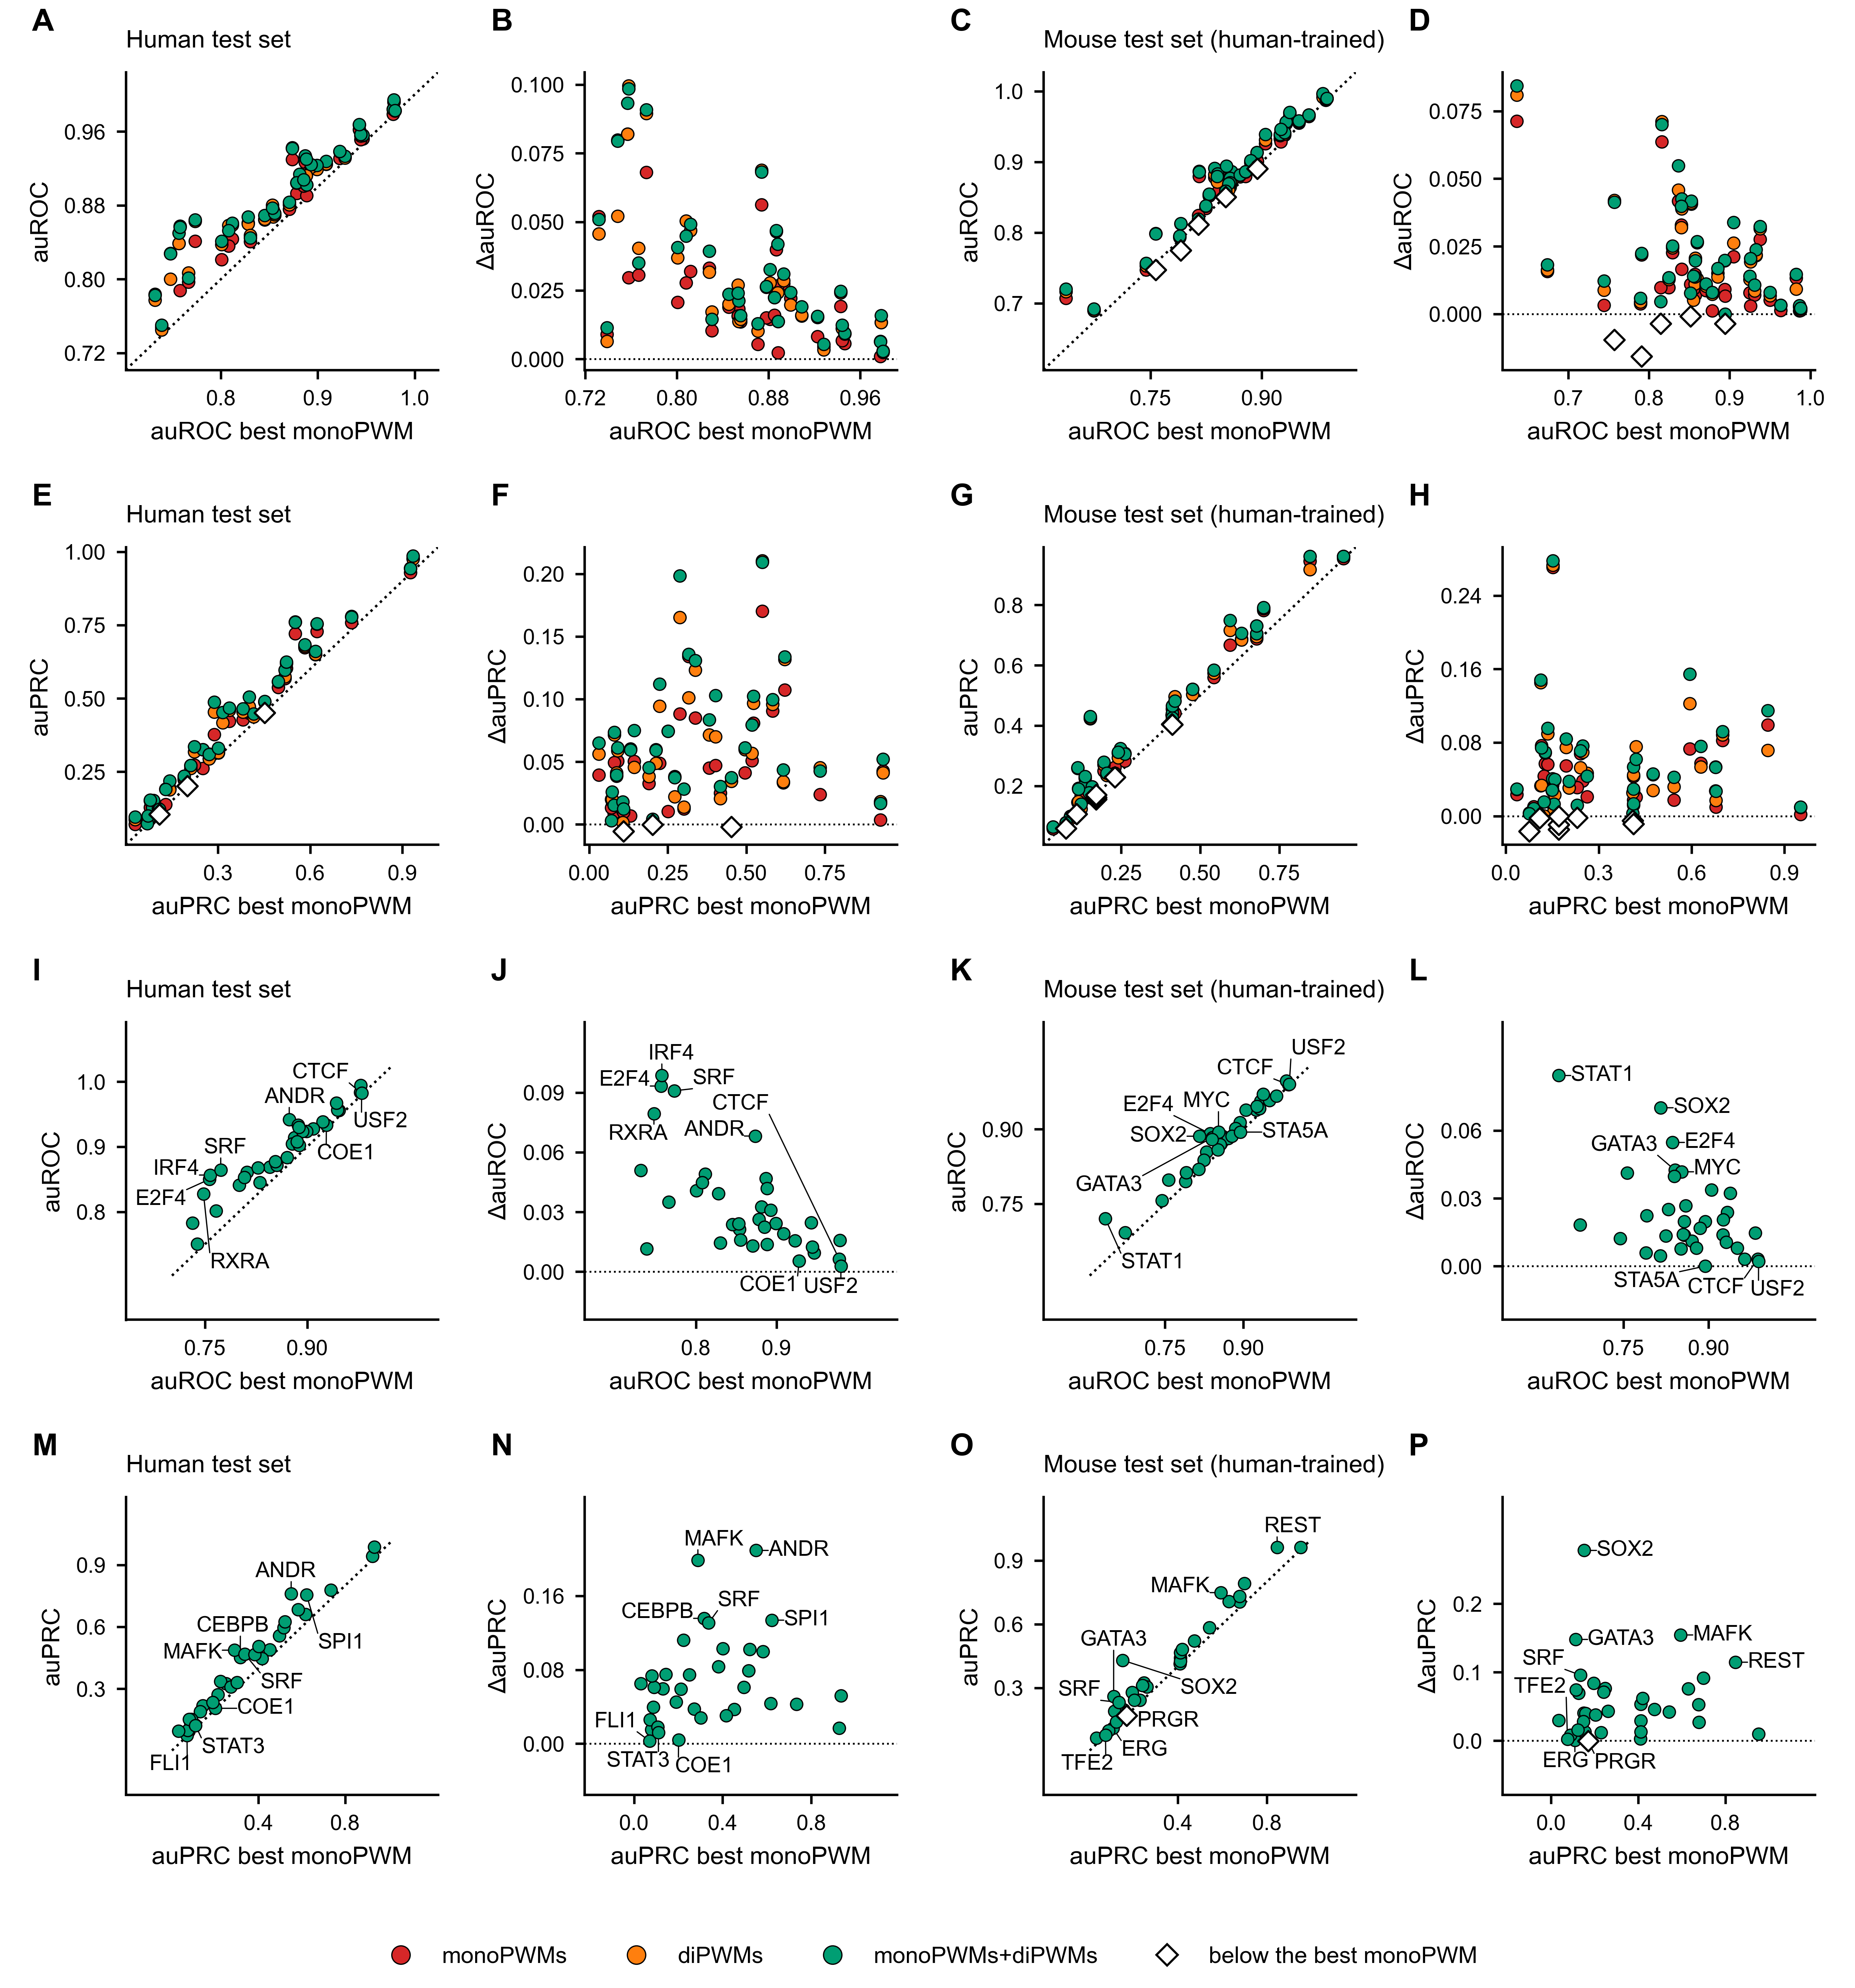 A
Human test set
auROC
0.96
0.88
0.80
0.72
0.8 0.9 1.0
auROC best monoPWM
B
ΔauROC
0.100
0.075
0.050
0.025
0.000
0.72 0.80 0.88 0.96
auROC best monoPWM
C
Mouse test set (human-trained)
auROC
1.0
0.9
0.8
0.7
0.75 0.90
auROC best monoPWM
D
ΔauROC
0.075
0.050
0.025
0.000
0.7 0.8 0.9 1.0
auROC best monoPWM
E
Human test set
auPRC
1.00
0.75
0.50
0.25
0.3 0.6 0.9
auPRC best monoPWM
F
ΔauPRC
0.20
0.15
0.10
0.05
0.00
0.00 0.25 0.50 0.75
auPRC best monoPWM
G
Mouse test set (human-trained)
auPRC
0.8
0.6
0.4
0.2
0.25 0.50 0.75
auPRC best monoPWM
H
ΔauPRC
0.24
0.16
0.08
0.00
0.0 0.3 0.6 0.9
auPRC best monoPWM
I
Human test set
auROC
1.0
0.9
0.8
CTCF
ANDR
USF2
SRF
COE1
IRF4
E2F4
RXRA
0.75 0.90
auROC best monoPWM
J
ΔauROC
0.09
0.06
0.03
0.00
IRF4
E2F4
SRF
CTCF
RXRA
ANDR
COE1
USF2
0.8 0.9
auROC best monoPWM
K
Mouse test set (human-trained)
auROC
0.90
0.75
USF2
CTCF
E2F4
MYC
SOX2
STA5A
GATA3
STAT1
0.75 0.90
auROC best monoPWM
L
ΔauROC
0.06
0.03
0.00
STAT1
SOX2
GATA3
E2F4
MYC
STA5A
CTCF
USF2
0.75 0.90
auROC best monoPWM
M
Human test set
auPRC
0.9
0.6
0.3
ANDR
CEBPB
MAFK
SPI1
SRF
COE1
STAT3
FLI1
0.4 0.8
auPRC best monoPWM
N
ΔauPRC
0.16
0.08
0.00
MAFK
ANDR
CEBPB
SRF
SPI1
FLI1
STAT3
COE1
0.0 0.4 0.8
auPRC best monoPWM
O
Mouse test set (human-trained)
auPRC
0.9
0.6
0.3
REST
MAFK
GATA3
SRF
SOX2
PRGR
ERG
TFE2
0.4 0.8
auPRC best monoPWM
P
ΔauPRC
0.2
0.1
0.0
SOX2
GATA3
MAFK
SRF
REST
TFE2
ERG
PRGR
0.0 0.4 0.8
auPRC best monoPWM
monoPWMs
diPWMs
monoPWMs+diPWMs
below the best monoPWM